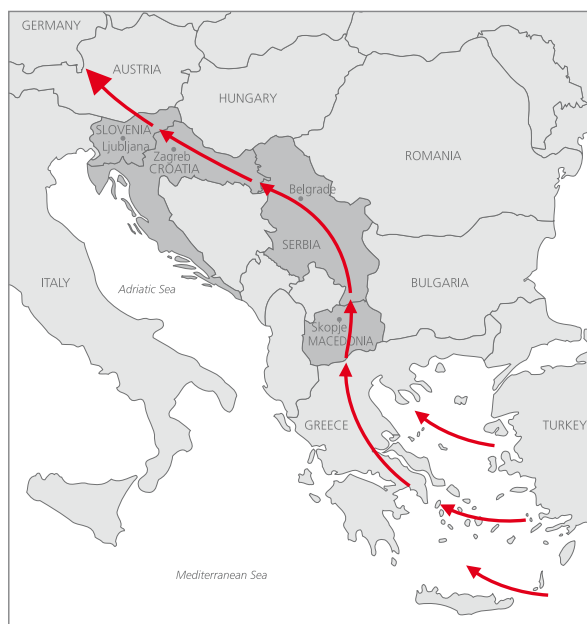 GERMANY
AUSTRIA
HUNGARY
SLOVENIA
Ljubljana
Zagreb
CROATIA
ROMANIA
Belgrade
SERBIA
ITALY
Adriatic Sea
BULGARIA
Skopje
MACEDONIA
GREECE
TURKEY
Mediterranean Sea